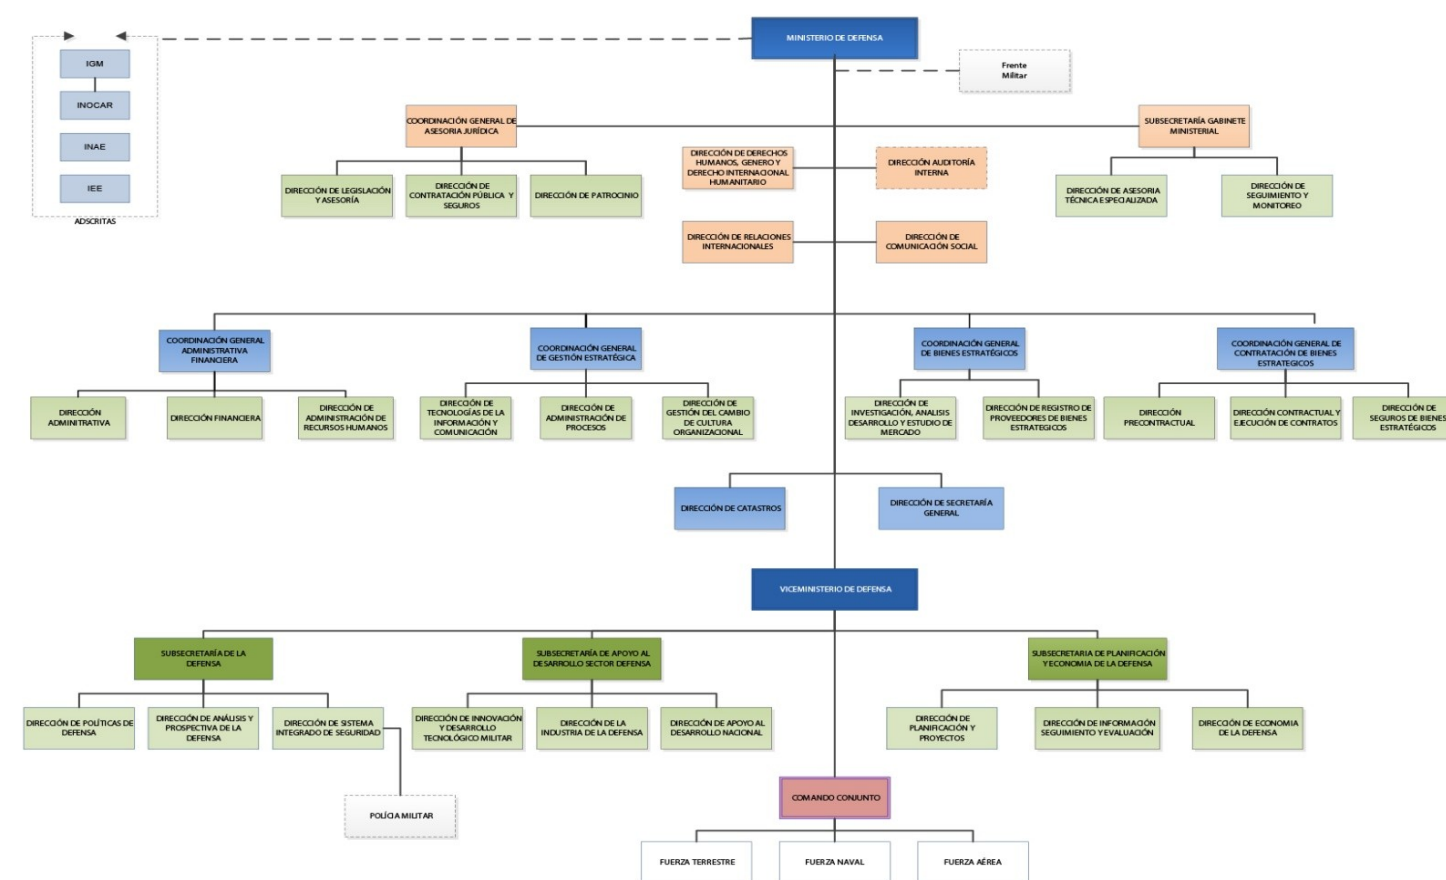 MINISTERIO DE DEFENSA
Frente
Militar
IGM
INOCAR
INAE
IEE
ADSCRITAS
COORDINACIÓN GENERAL DE
ASESORIA JURÍDICA
SUBSECRETARÍA GABINETE
MINISTERIAL
DIRECCIÓN DE LEGISLACIÓN
Y ASESORÍA
DIRECCIÓN DE
CONTRATACIÓN PÚBLICA Y
SEGUROS
DIRECCIÓN DE PATROCINIO
DIRECCIÓN DE DERECHOS
HUMANOS, GENERO Y
DERECHO INTERNACIONAL
HUMANITARIO
DIRECCIÓN AUDITORÍA
INTERNA
DIRECCIÓN DE ASESORIA
TÉCNICA ESPECIALIZADA
DIRECCIÓN DE
SEGUIMIENTO Y
MONITOREO
DIRECCIÓN DE RELACIONES
INTERNACIONALES
DIRECCIÓN DE
COMUNICACIÓN SOCIAL
COORDINACIÓN GENERAL
ADMINISTRATIVA
FINANCIERA
COORDINACIÓN GENERAL
DE GESTIÓN ESTRATÉGICA
COORDINACIÓN GENERAL
DE BIENES ESTRATÉGICOS
COORDINACIÓN GENERAL DE
CONTRATACIÓN DE BIENES
ESTRATEGICOS
DIRECCIÓN
ADMINITRATIVA
DIRECCIÓN FINANCIERA
DIRECCIÓN DE
ADMINISTRACIÓN DE
RECURSOS HUMANOS
DIRECCIÓN DE
TECNOLOGÍAS DE LA
INFORMACIÓN Y
COMUNICACIÓN
DIRECCIÓN DE
ADMINISTRACIÓN DE
PROCESOS
DIRECCIÓN DE
GESTIÓN DEL CAMBIO
DE CULTURA
ORGANIZACIONAL
DIRECCIÓN DE
INVESTIGACIÓN, ANALISIS
DESARROLLO Y ESTUDIO DE
MERCADO
DIRECCIÓN DE REGISTRO DE
PROVEEDORES DE BIENES
ESTRATEGICOS
DIRECCIÓN
PRECONTRACTUAL
DIRECCIÓN CONTRACTUAL Y
EJECUCIÓN DE CONTRATOS
DIRECCIÓN DE
SEGUROS DE BIENES
ESTRATÉGICOS
DIRECCIÓN DE CATASTROS
DIRECCIÓN DE SECRETARÍA
GENERAL
VICEMINISTERIO DE DEFENSA
SUBSECRETARÍA DE LA
DEFENSA
SUBSECRETARÍA DE APOYO AL
DESARROLLO SECTOR DEFENSA
SUBSECRETARIA DE PLANIFICACIÓN
Y ECONOMIA DE LA DEFENSA
DIRECCIÓN DE POLÍTICAS DE
DEFENSA
DIRECCIÓN DE ANÁLISIS Y
PROSPECTIVA DE LA
DEFENSA
DIRECCIÓN DE SISTEMA
INTEGRADO DE SEGURIDAD
DIRECCIÓN DE INNOVACIÓN
Y DESARROLLO
TECNOLÓGICO MILITAR
DIRECCIÓN DE LA
INDUSTRIA DE LA DEFENSA
DIRECCIÓN DE APOYO AL
DESARROLLO NACIONAL
DIRECCIÓN DE
PLANIFICACIÓN Y
PROYECTOS
DIRECCIÓN DE INFORMACIÓN
SEGUIMIENTO Y EVALUACIÓN
DIRECCIÓN DE ECONOMIA
DE LA DEFENSA
POLÍCIA MILITAR
COMANDO CONJUNTO
FUERZA TERRESTRE
FUERZA NAVAL
FUERZA AÉREA